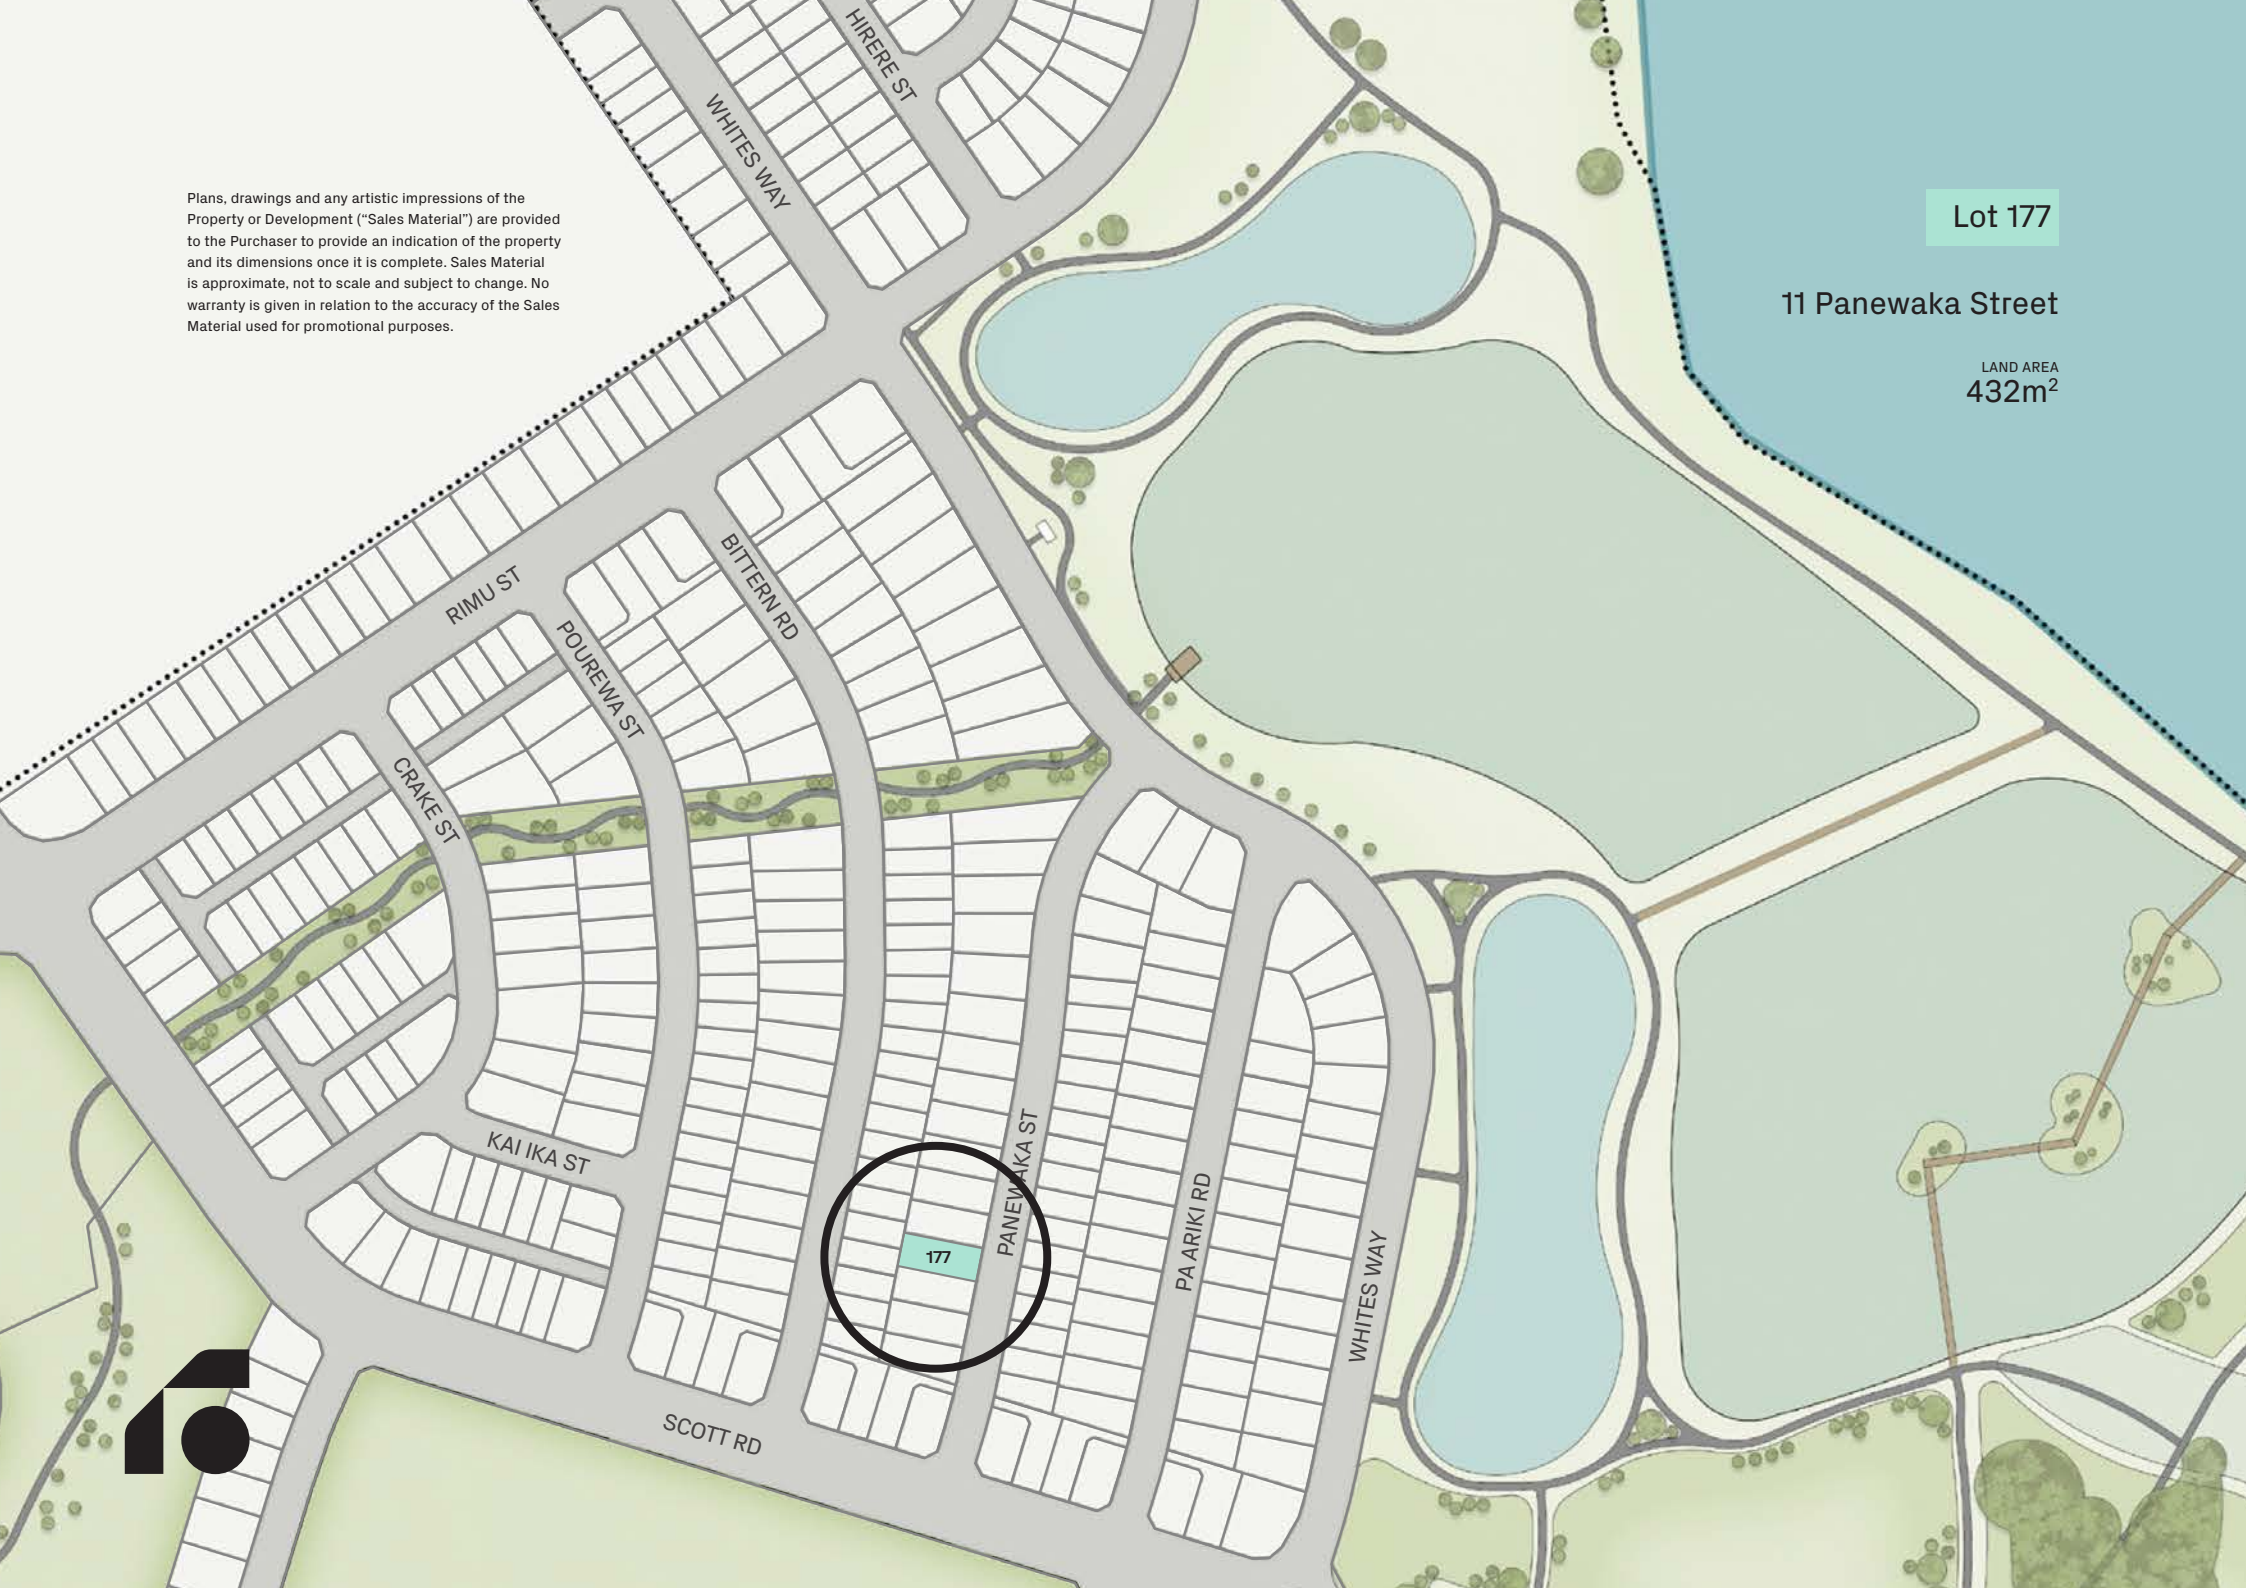 HIRERE ST
WHITES WAY
Plans, drawings and any artistic impressions of the
Property or Development (“Sales Material”) are provided
to the Purchaser to provide an indication of the property
and its dimensions once it is complete. Sales Material
is approximate, not to scale and subject to change. No
warranty is given in relation to the accuracy of the Sales
Material used for promotional purposes.
Lot 177
11 Panewaka Street
LAND AREA
432m²
RIMU ST
BITTERN RD
POUREWA ST
CRAKE ST
KAI IKA ST
PANEWAKA ST
PA ARIKI RD
WHITES WAY
177
SCOTT RD